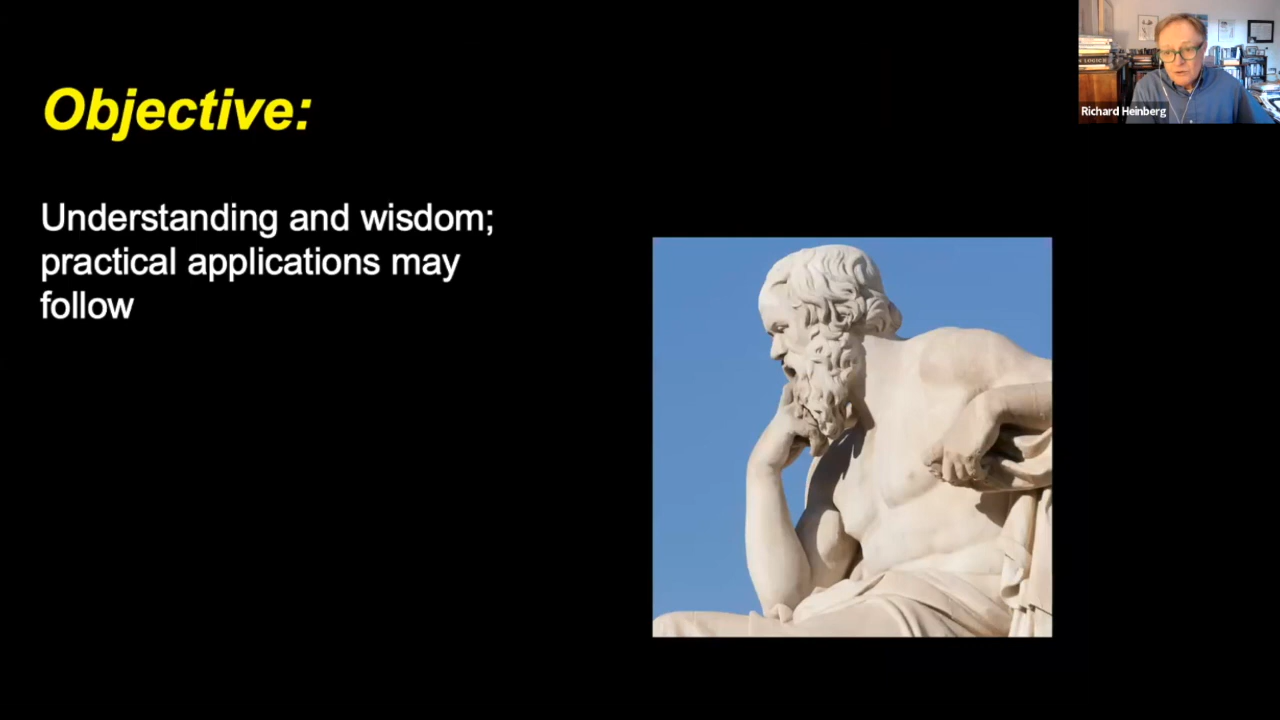 Objective:
Understanding and wisdom;
practical applications may
follow
Richard Heinberg